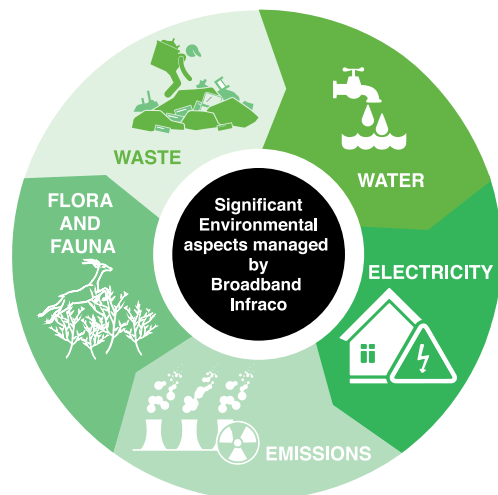 WASTE
WATER
FLORA
AND
FAUNA
Significant
Environmental
aspects managed
by
Broadband
Infraco
ELECTRICITY
EMISSIONS